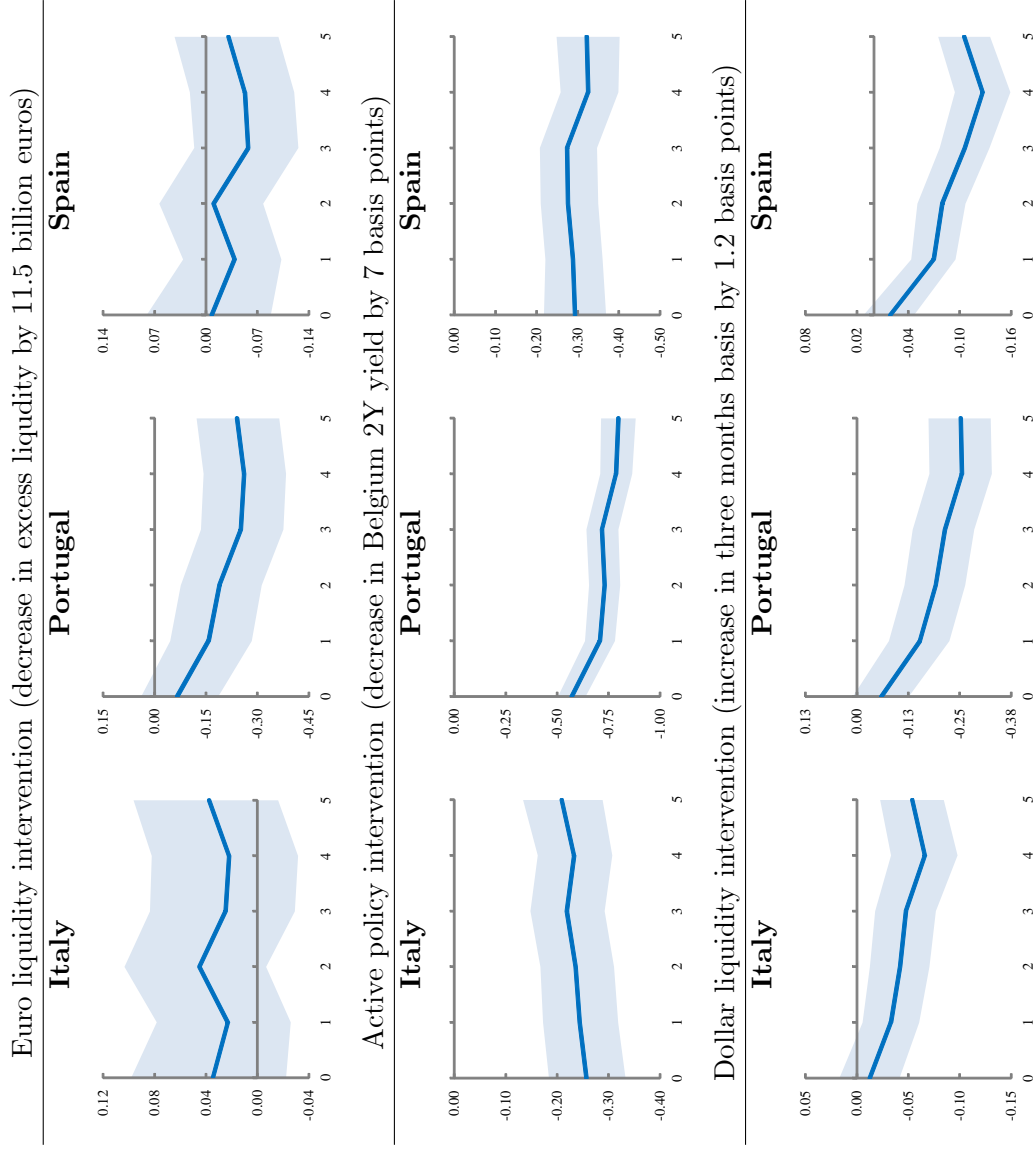 Euro liquidity intervention (decrease in excess liqudity by 11.5 billion euros)
Italy Portugal Spain
0.12 0.15 0.14
0.08 0.00 0.07
0.04 -0.15 0.00
0.00 -0.30 -0.07
-0.04 -0.45 -0.14
0 1 2 3 4 5 0 1 2 3 4 5 0 1 2 3 4 5
Active policy intervention (decrease in Belgium 2Y yield by 7 basis points)
Italy Portugal Spain
0.00 0.00 0.00
-0.10 -0.25 -0.10
-0.20 -0.50 -0.20
-0.30 -0.75 -0.30
-0.40 -1.00 -0.40
-0.50
0 1 2 3 4 5 0 1 2 3 4 5 0 1 2 3 4 5
Dollar liquidity intervention (increase in three months basis by 1.2 basis points)
Italy Portugal Spain
0.05 0.13 0.08
0.00 0.00 0.02
-0.05 -0.13 -0.04
-0.10 -0.25 -0.10
-0.15 -0.38 -0.16
0 1 2 3 4 5 0 1 2 3 4 5 0 1 2 3 4 5